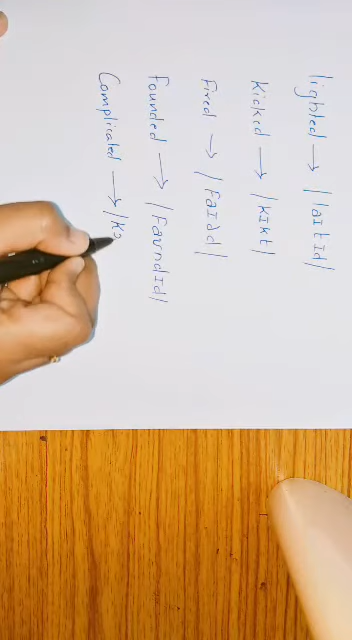 lighted → /laɪtɪd/
Kicked → /kɪkt/
Fired → /faɪəd/
Founded → /faʊndɪd/
Complicated → /kɔ